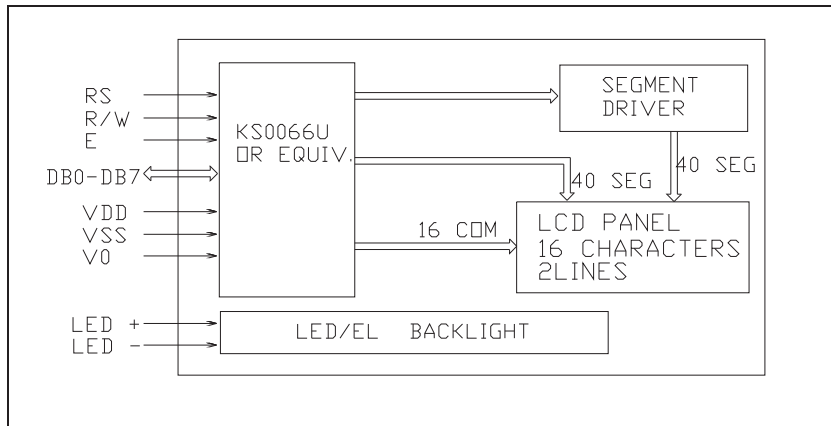 RS
R/W
E
DB0-DB7
VDD
VSS
V0
LED +
LED -
KS0066U
OR EQUIV.
SEGMENT
DRIVER
40 SEG
40 SEG
16 COM
LCD PANEL
16 CHARACTERS
2LINES
LED/EL BACKLIGHT